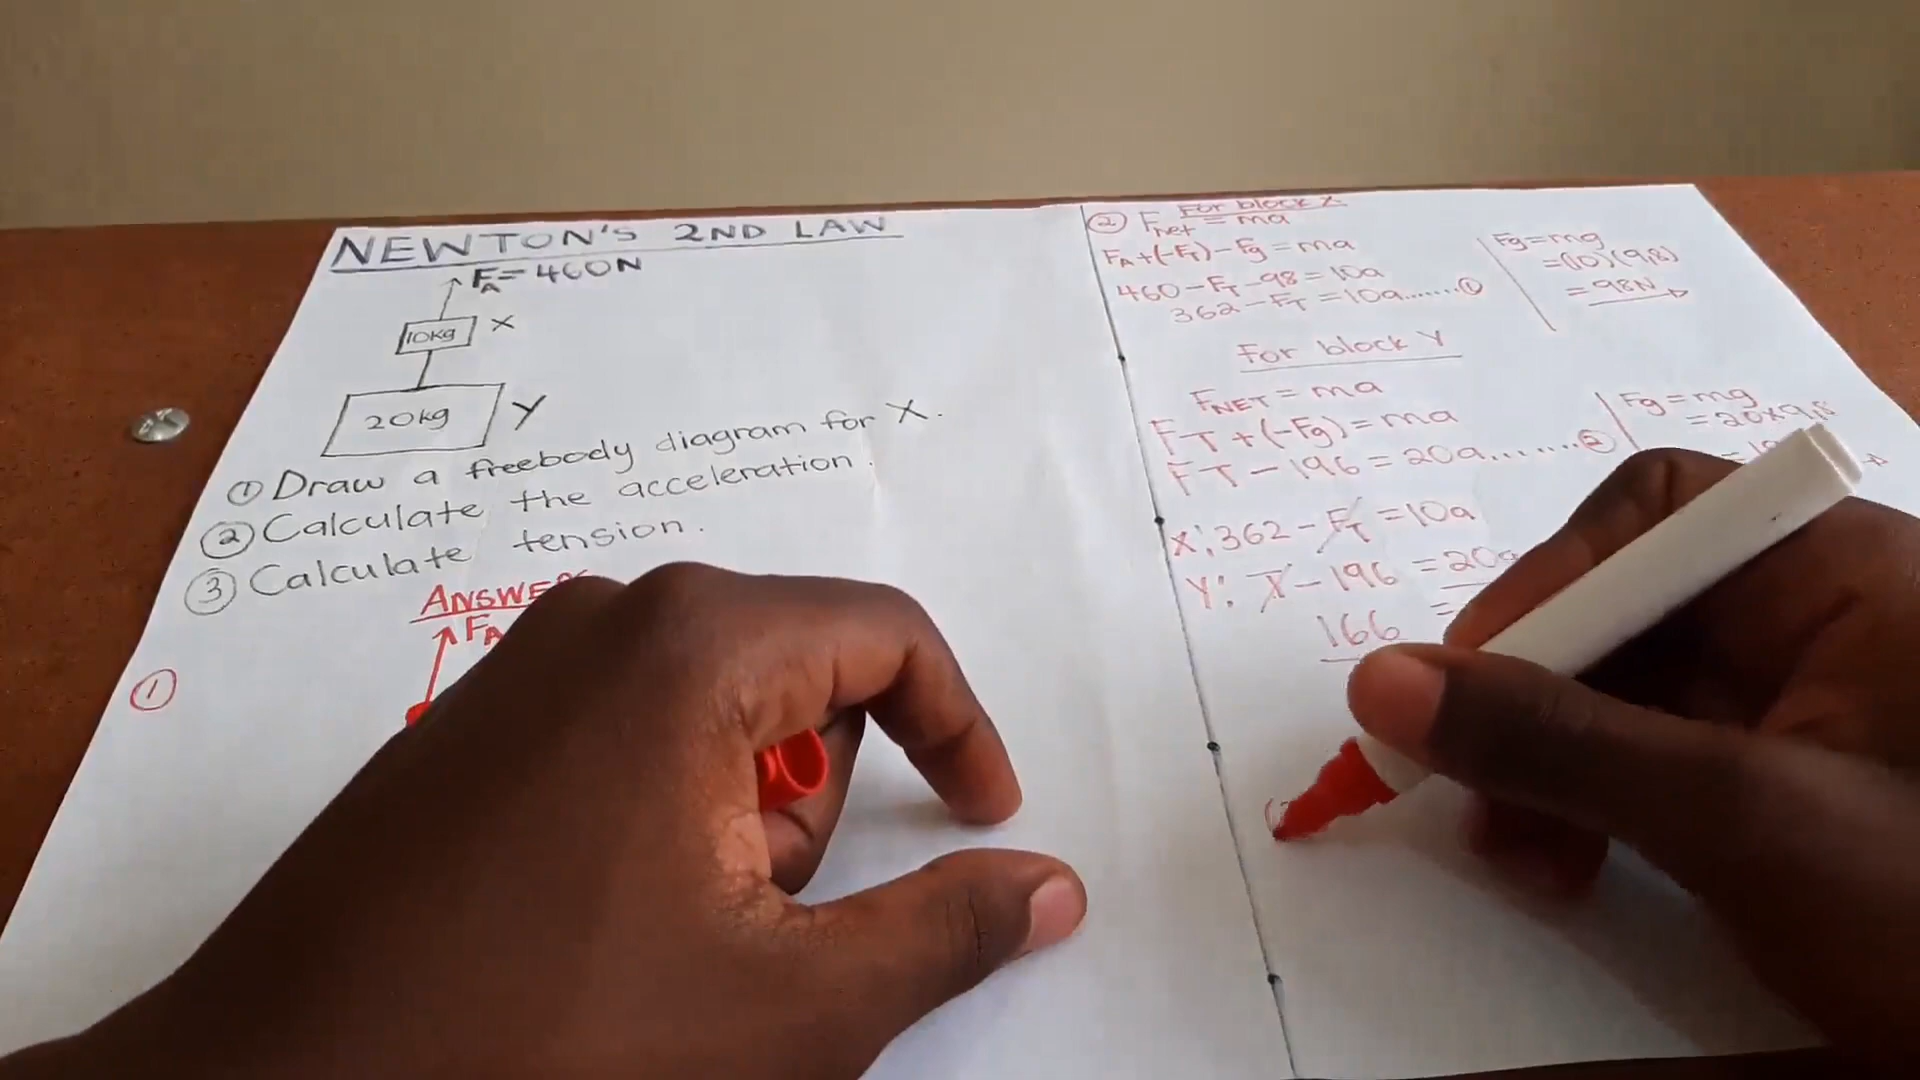 NEWTON'S 2ND LAW
FA = 460N
10kg X
20kg Y
① Draw a freebody diagram for X.
② Calculate the acceleration.
③ Calculate tension.
ANSWE
① FA
For block X
② Fnet = ma
FA+(-FT)-Fg = ma
460-FT-98=10a
362-FT=10a.......①
Fg=mg
=(10)(9,8)
=98N
For block Y
FNET = ma
FT+(-Fg)=ma
FT-196=20a.......②
Fg=mg
=20x9,8
X: 362-FT=10a
Y: -196=20a
166 =